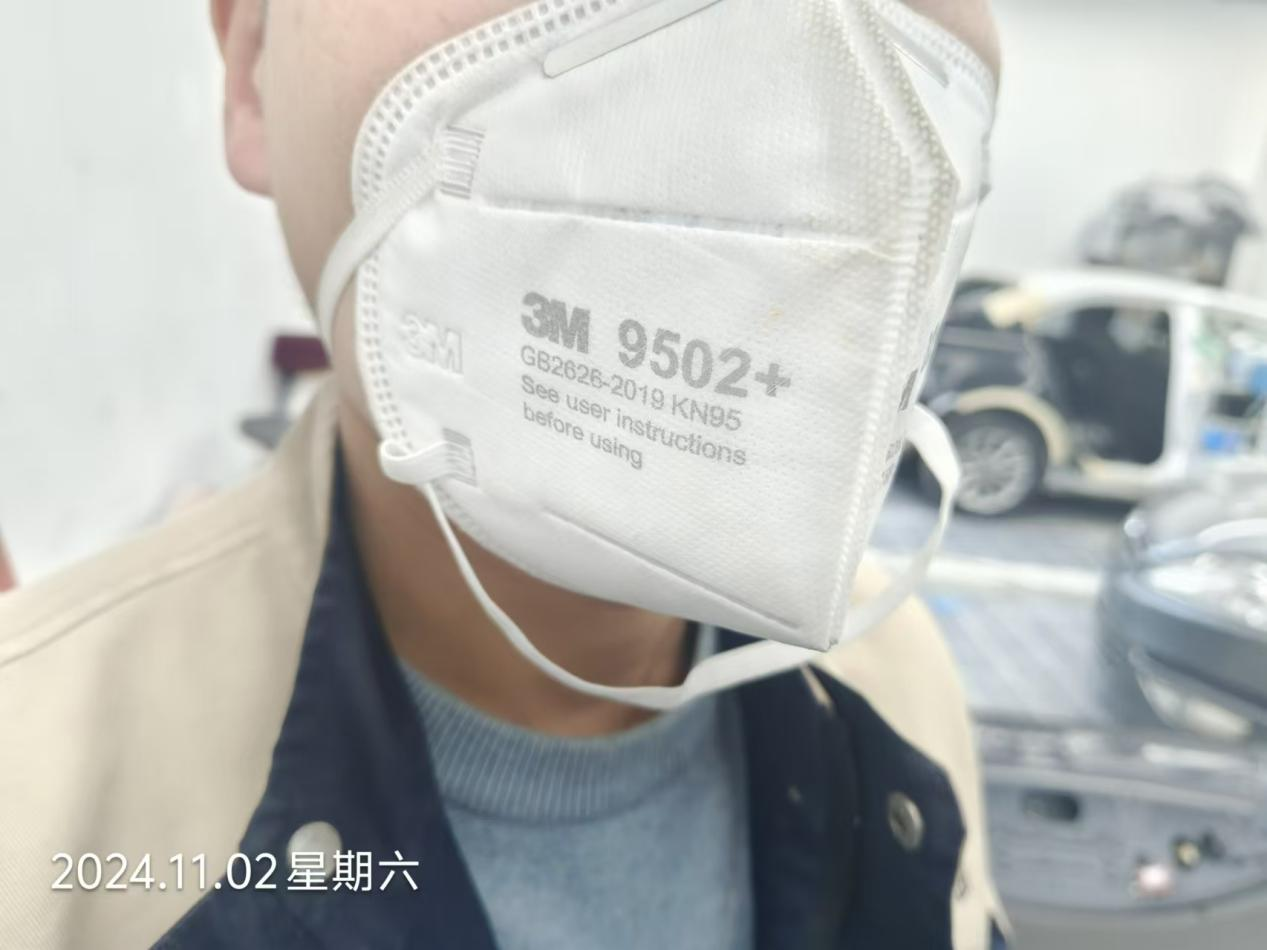 3M 9502+
GB2626-2019 KN95
See user instructions
before using
3M
2024.11.02 星期六